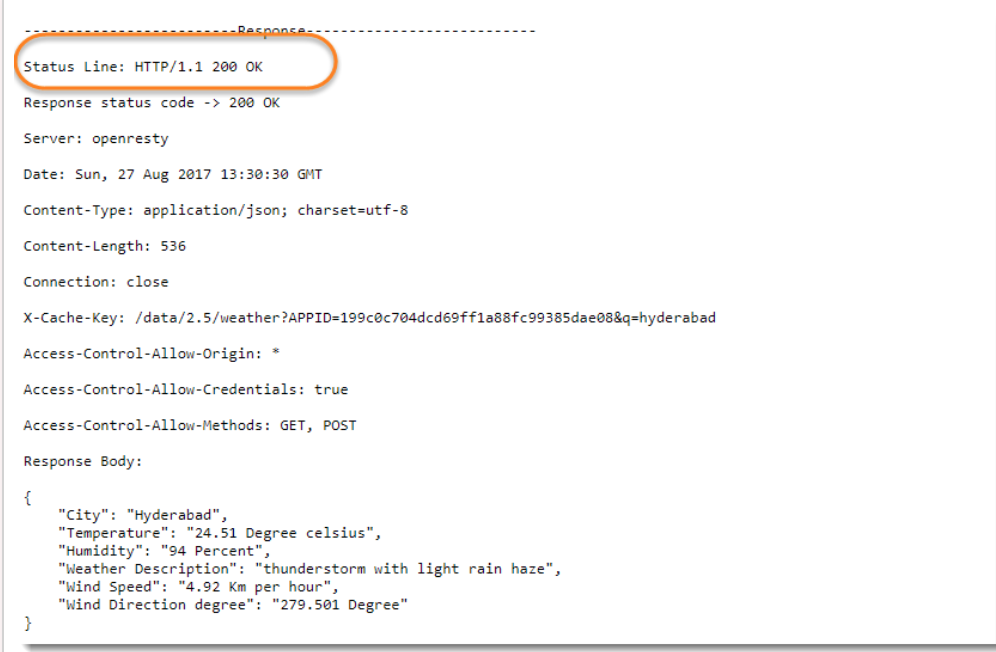 -------------------------Response---------------------------
Status Line: HTTP/1.1 200 OK
Response status code -> 200 OK
Server: openresty
Date: Sun, 27 Aug 2017 13:30:30 GMT
Content-Type: application/json; charset=utf-8
Content-Length: 536
Connection: close
X-Cache-Key: /data/2.5/weather?APPID=199c0c704dcd69ff1a88fc99385dae08&q=hyderabad
Access-Control-Allow-Origin: *
Access-Control-Allow-Credentials: true
Access-Control-Allow-Methods: GET, POST
Response Body:
{
    "City": "Hyderabad",
    "Temperature": "24.51 Degree celsius",
    "Humidity": "94 Percent",
    "Weather Description": "thunderstorm with light rain haze",
    "Wind Speed": "4.92 Km per hour",
    "Wind Direction degree": "279.501 Degree"
}